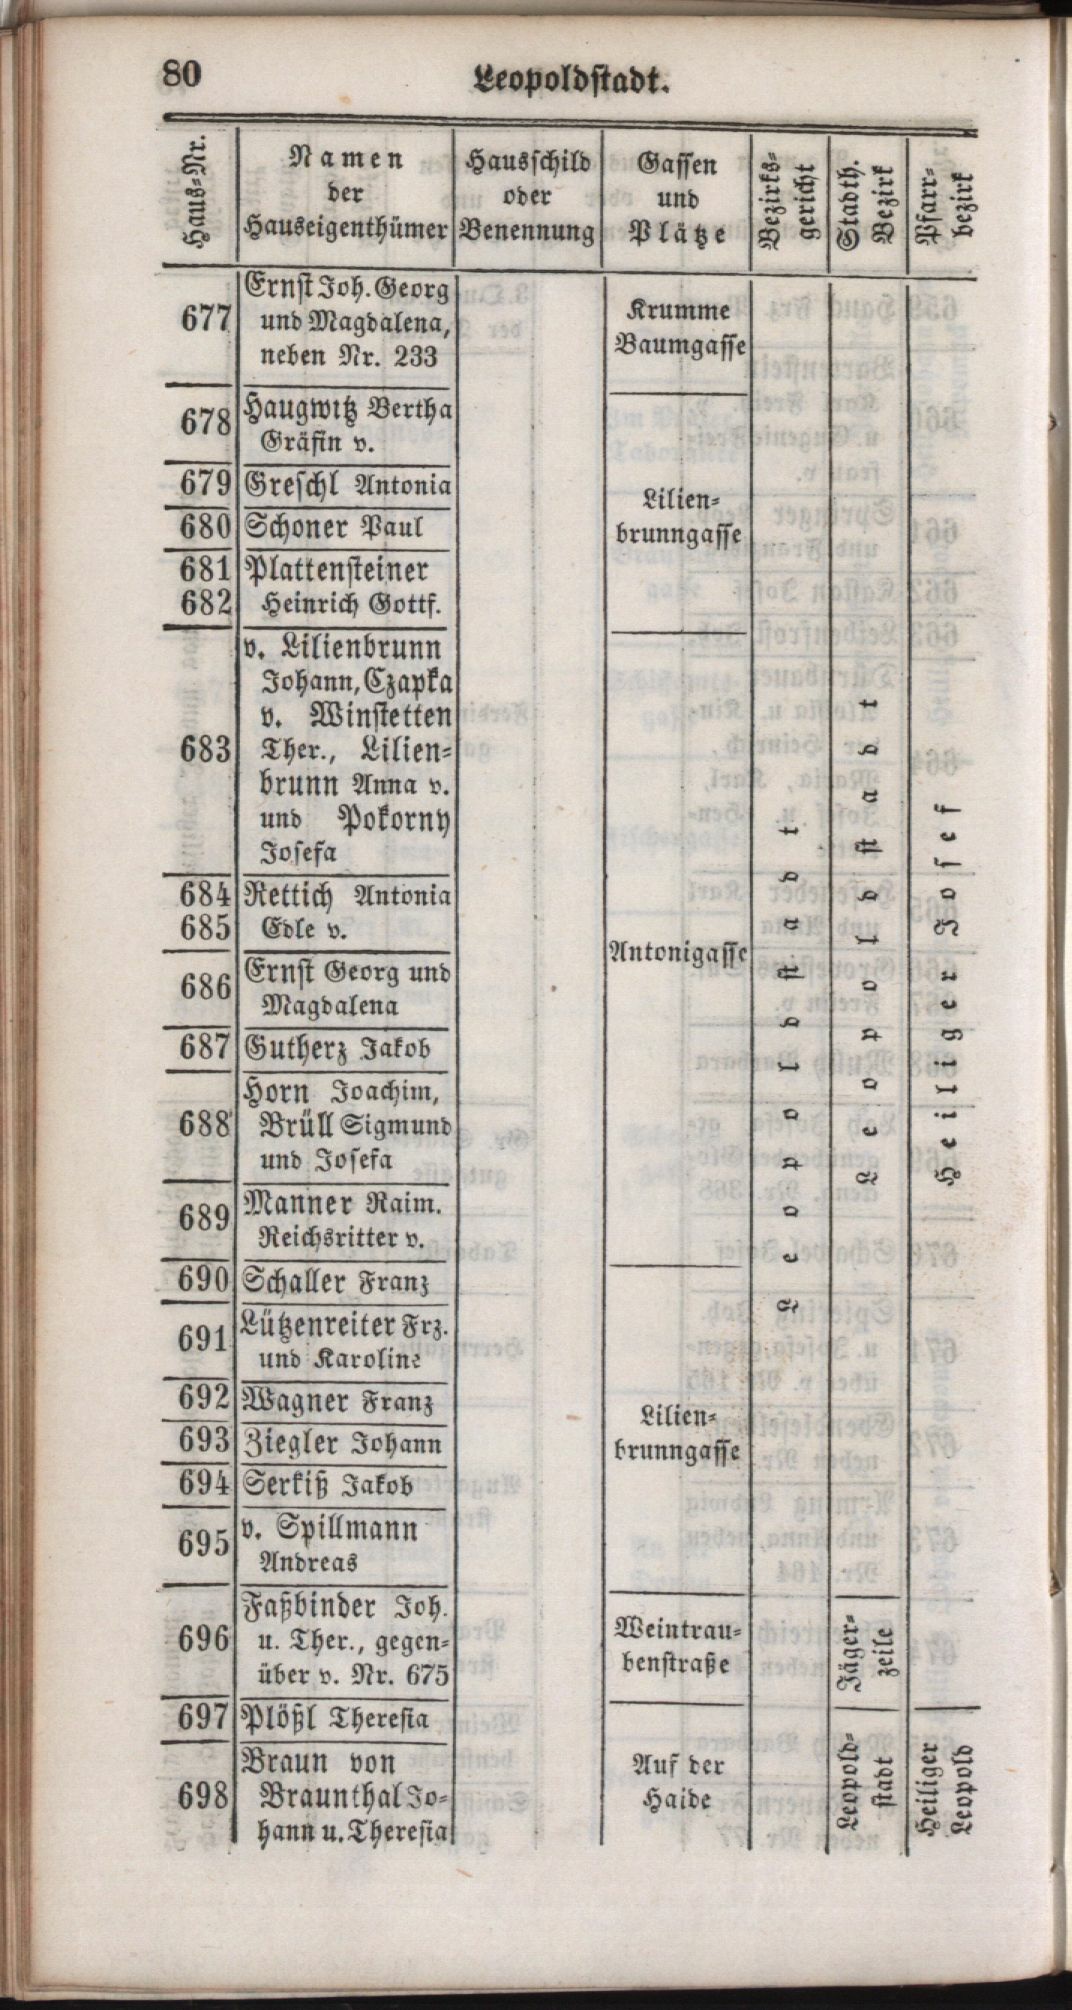 80
Leopoldstadt.
Haus-Nr.
Namen
der
Hauseigenthümer
Hausschild
oder
Benennung
Gassen
und
Plätze
Bezirks-
gericht
Stadth.
Bezirk
Pfarr-
bezirk
677
Ernst Joh. Georg
und Magdalena,
neben Nr. 233
Krumme
Baumgasse
678
Haugwitz Bertha
Gräfin v.
679 Greschl Antonia
680 Schoner Paul
Lilien-
brunngasse
681 Plattensteiner
682 Heinrich Gottf.
683
v. Lilienbrunn
Johann, Czapka
v. Winstetten
Ther., Lilien-
brunn Anna v.
und Pokorny
Josefa
684 Rettich Antonia
685 Edle v.
Antonigasse
686
Ernst Georg und
Magdalena
687 Gutherz Jakob
688
Horn Joachim,
Brüll Sigmund
und Josefa
689
Manner Raim.
Reichsritter v.
690 Schaller Franz
691
Lützenreiter Frz.
und Karoline
692 Wagner Franz
693 Ziegler Johann
694 Serkiß Jakob
Lilien-
brunngasse
695
v. Spillmann
Andreas
696
Faßbinder Joh.
u. Ther., gegen-
über v. Nr. 675
Weintrau-
benstraße
697 Plößl Theresia
698
Braun von
Braunthal Jo-
hann u. Theresia
Auf der
Haide
Leopoldstadt
Leopoldstadt
Jäger-
zeile
Leopold-
stadt
Heiliger Josef
Heiliger
Leopold